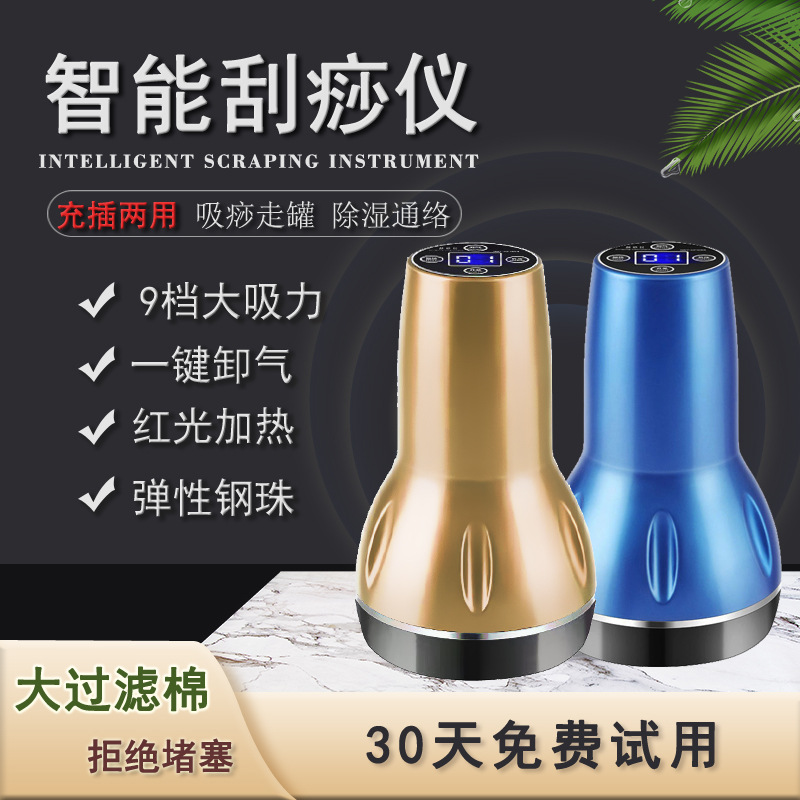 智能刮痧仪
INTELLIGENT SCRAPING INSTRUMENT
充插两用 吸痧走罐 除湿通络
01
01
9档大吸力
一键卸气
红光加热
弹性钢珠
大过滤棉
拒绝堵塞
30天免费试用